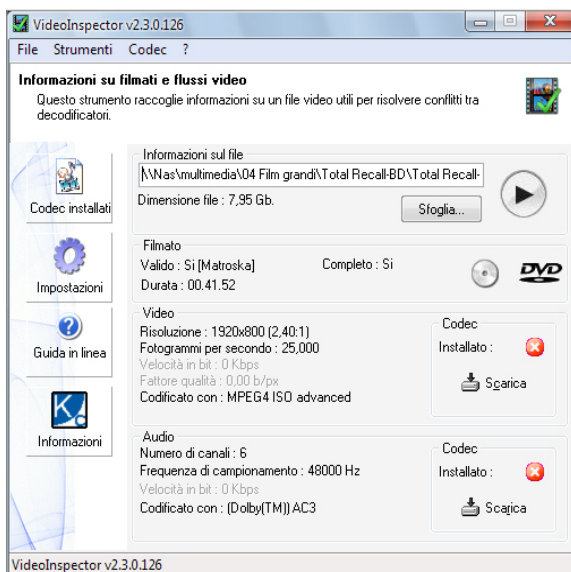 VideoInspector v2.3.0.126
File Strumenti Codec ?
Informazioni su filmati e flussi video
Questo strumento raccoglie informazioni su un file video utili per risolvere conflitti tra
decodificatori.
Codec installati
Impostazioni
Guida in linea
Informazioni
Informazioni sul file
\\Nas\multimedia\04 Film grandi\Total Recall-BD\Total Recall-
Dimensione file : 7,95 Gb.
Sfoglia...
Filmato
Valido : Si [Matroska] Completo : Si
Durata : 00.41.52
DVD
Video
Risoluzione : 1920x800 (2,40:1)
Fotogrammi per secondo : 25,000
Velocità in bit : 0 Kbps
Fattore qualità : 0,00 b/px
Codificato con : MPEG4 ISO advanced
Codec
Installato :
Scarica
Audio
Numero di canali : 6
Frequenza di campionamento : 48000 Hz
Velocità in bit : 0 Kbps
Codificato con : (Dolby(TM)) AC3
Codec
Installato :
Scarica
VideoInspector v2.3.0.126